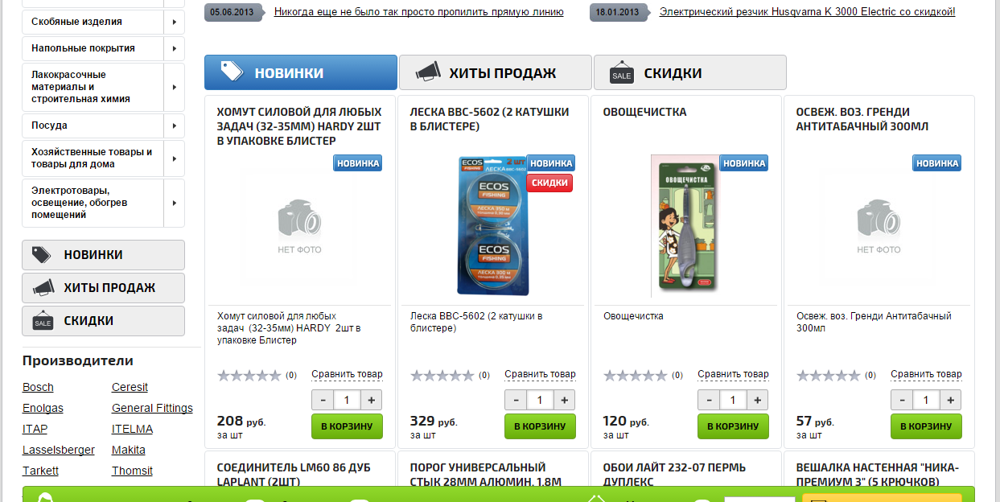 Скобяные изделия
Напольные покрытия
Лакокрасочные
материалы и
строительная химия
Посуда
Хозяйственные товары и
товары для дома
Электротовары,
освещение, обогрев
помещений
НОВИНКИ
ХИТЫ ПРОДАЖ
SALE
СКИДКИ
Производители
Bosch
Ceresit
Enolgas
General Fittings
ITAP
ITELMA
Lasselsberger
Makita
Tarkett
Thomsit
05.06.2013
Никогда еще не было так просто пропилить прямую линию
18.01.2013
Электрический резчик Husqvarna K 3000 Electric со скидкой!
НОВИНКИ
ХИТЫ ПРОДАЖ
SALE
СКИДКИ
ХОМУТ СИЛОВОЙ ДЛЯ ЛЮБЫХ
ЗАДАЧ (32-35ММ) HARDY 2ШТ
В УПАКОВКЕ БЛИСТЕР
НОВИНКА
НЕТ ФОТО
Хомут силовой для любых
задач (32-35мм) HARDY 2шт в
упаковке Блистер
(0)
Сравнить товар
- 1 +
208 руб.
за шт
В КОРЗИНУ
ЛЕСКА ВВС-5602 (2 КАТУШКИ
В БЛИСТЕРЕ)
НОВИНКА
СКИДКИ
ECOS
FISHING
2 шт
ЛЕСКА ВВС-5602
ECOS
FISHING
ЛЕСКА 350 м
толщина 0.30 мм
ECOS
FISHING
ЛЕСКА 300 м
толщина 0.35 мм
Леска ВВС-5602 (2 катушки в
блистере)
(0)
Сравнить товар
- 1 +
329 руб.
за шт
В КОРЗИНУ
ОВОЩЕЧИСТКА
НОВИНКА
ОВОЩЕЧИСТКА
Овощечистка
(0)
Сравнить товар
- 1 +
120 руб.
за шт
В КОРЗИНУ
ОСВЕЖ. ВОЗ. ГРЕНДИ
АНТИТАБАЧНЫЙ 300МЛ
НОВИНКА
НЕТ ФОТО
Освеж. воз. Гренди Антитабачный
300мл
(0)
Сравнить товар
- 1 +
57 руб.
за шт
В КОРЗИНУ
СОЕДИНИТЕЛЬ LM60 86 ДУБ
LAPLANT (2ШТ)
ПОРОГ УНИВЕРСАЛЬНЫЙ
СТЫК 28ММ АЛЮМИН. 1,8М
ОБОИ ЛАЙТ 232-07 ПЕРМЬ
ДУПЛЕКС
ВЕШАЛКА НАСТЕННАЯ "НИКА-
ПРЕМИУМ 3" (5 КРЮЧКОВ)